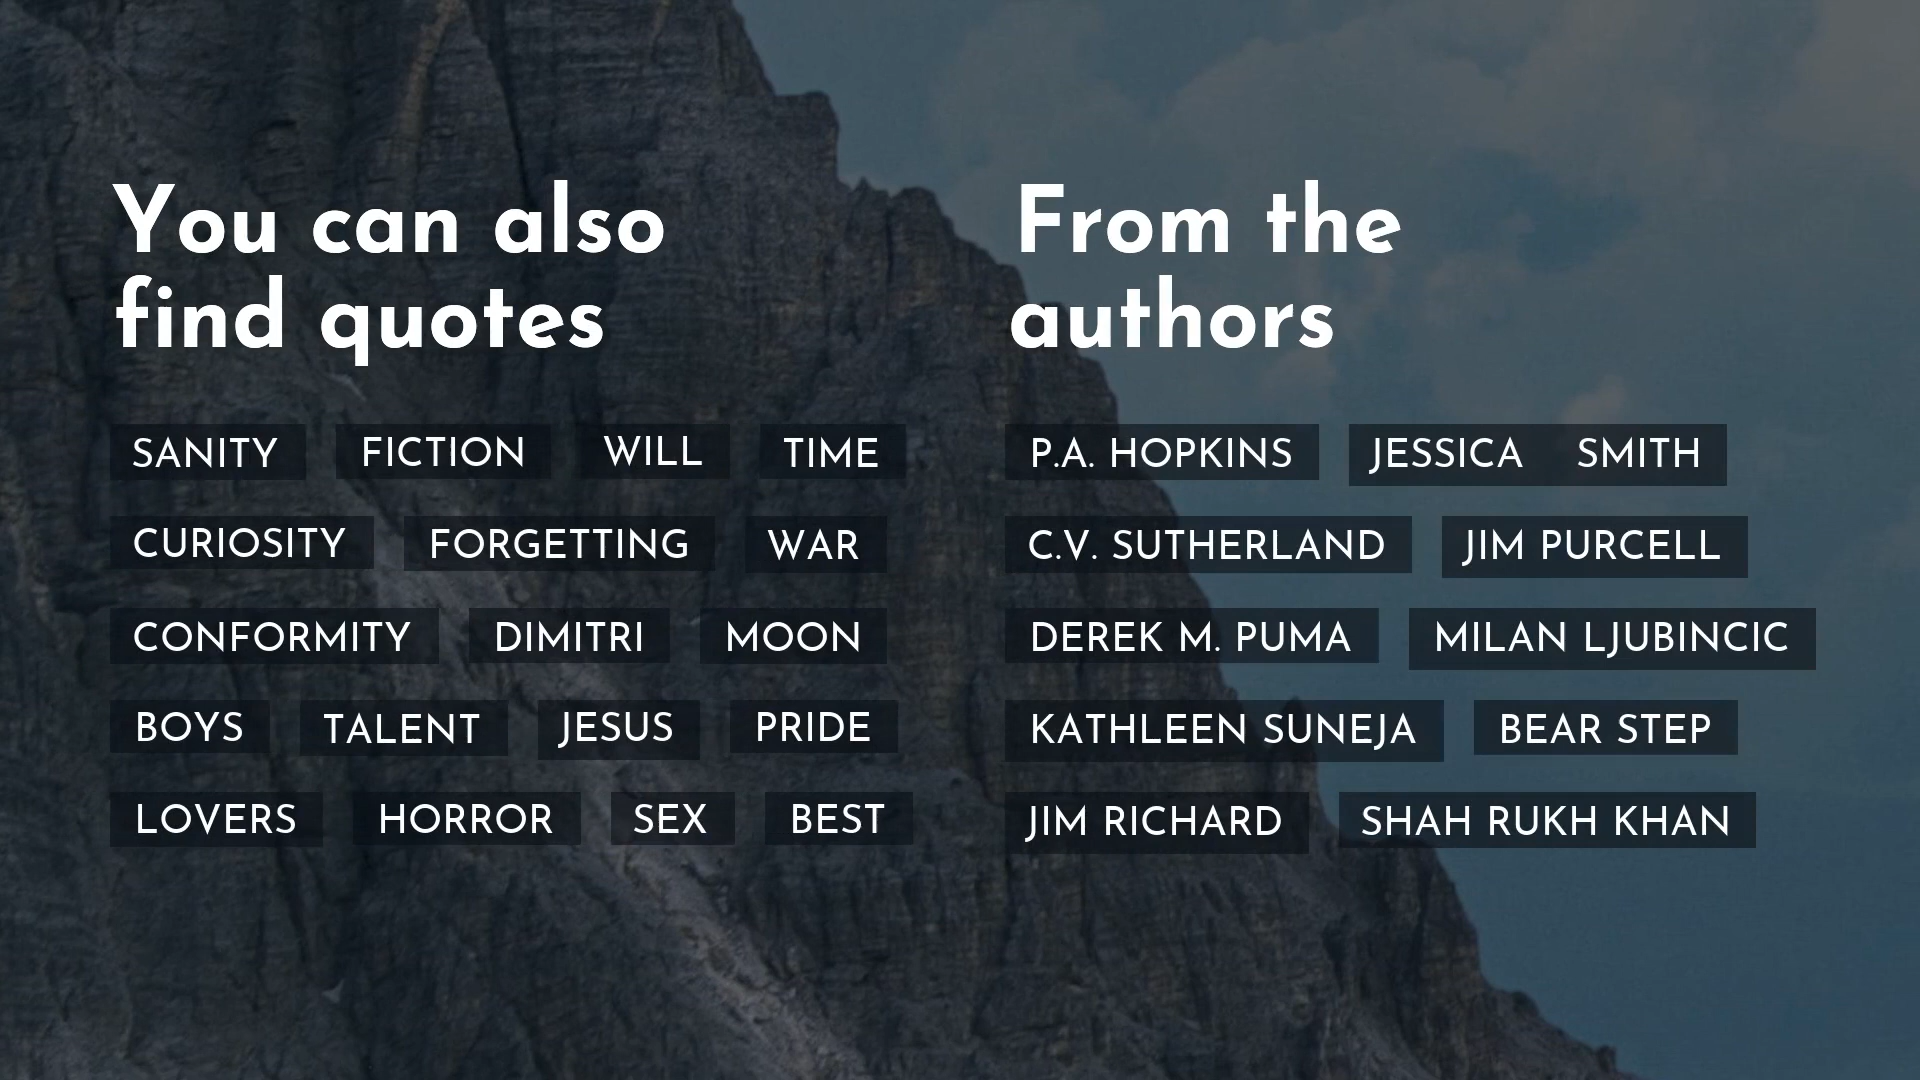 You can also
find quotes
SANITY FICTION WILL TIME
CURIOSITY FORGETTING WAR
CONFORMITY DIMITRI MOON
BOYS TALENT JESUS PRIDE
LOVERS HORROR SEX BEST
From the
authors
P.A. HOPKINS JESSICA SMITH
C.V. SUTHERLAND JIM PURCELL
DEREK M. PUMA MILAN LJUBINCIC
KATHLEEN SUNEJA BEAR STEP
JIM RICHARD SHAH RUKH KHAN